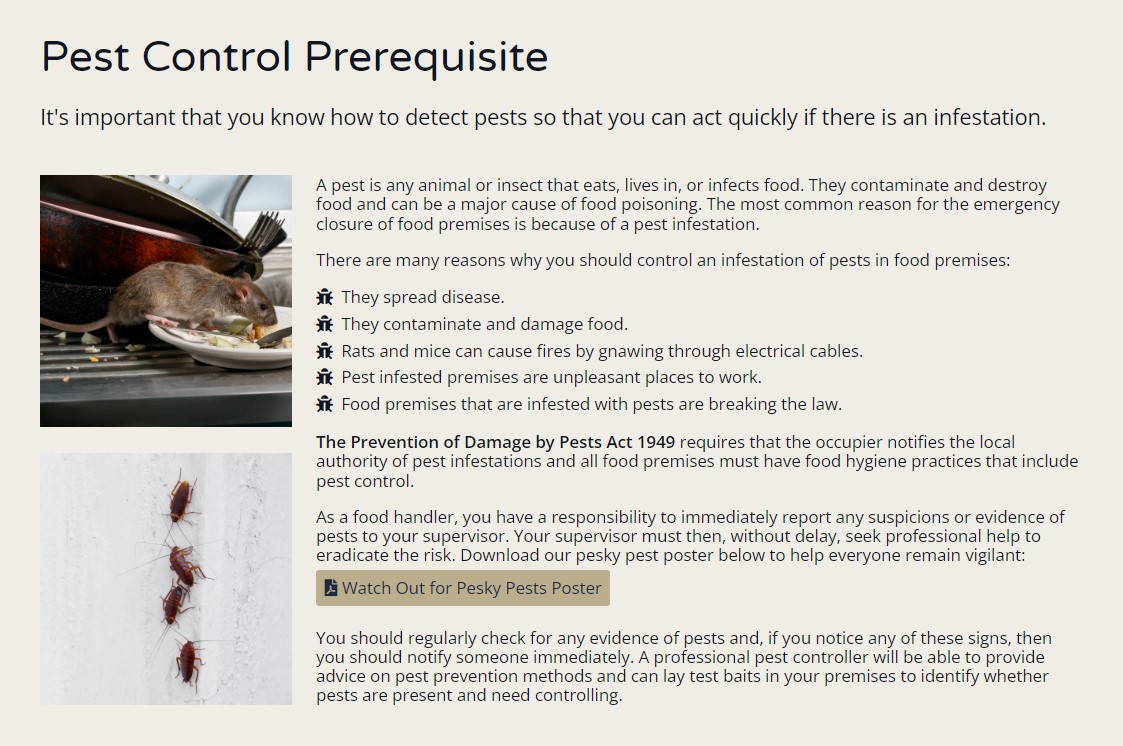 Pest Control Prerequisite
It's important that you know how to detect pests so that you can act quickly if there is an infestation.
A pest is any animal or insect that eats, lives in, or infects food. They contaminate and destroy
food and can be a major cause of food poisoning. The most common reason for the emergency
closure of food premises is because of a pest infestation.
There are many reasons why you should control an infestation of pests in food premises:
They spread disease.
They contaminate and damage food.
Rats and mice can cause fires by gnawing through electrical cables.
Pest infested premises are unpleasant places to work.
Food premises that are infested with pests are breaking the law.
The Prevention of Damage by Pests Act 1949 requires that the occupier notifies the local
authority of pest infestations and all food premises must have food hygiene practices that include
pest control.
As a food handler, you have a responsibility to immediately report any suspicions or evidence of
pests to your supervisor. Your supervisor must then, without delay, seek professional help to
eradicate the risk. Download our pesky pest poster below to help everyone remain vigilant:
Watch Out for Pesky Pests Poster
You should regularly check for any evidence of pests and, if you notice any of these signs, then
you should notify someone immediately. A professional pest controller will be able to provide
advice on pest prevention methods and can lay test baits in your premises to identify whether
pests are present and need controlling.